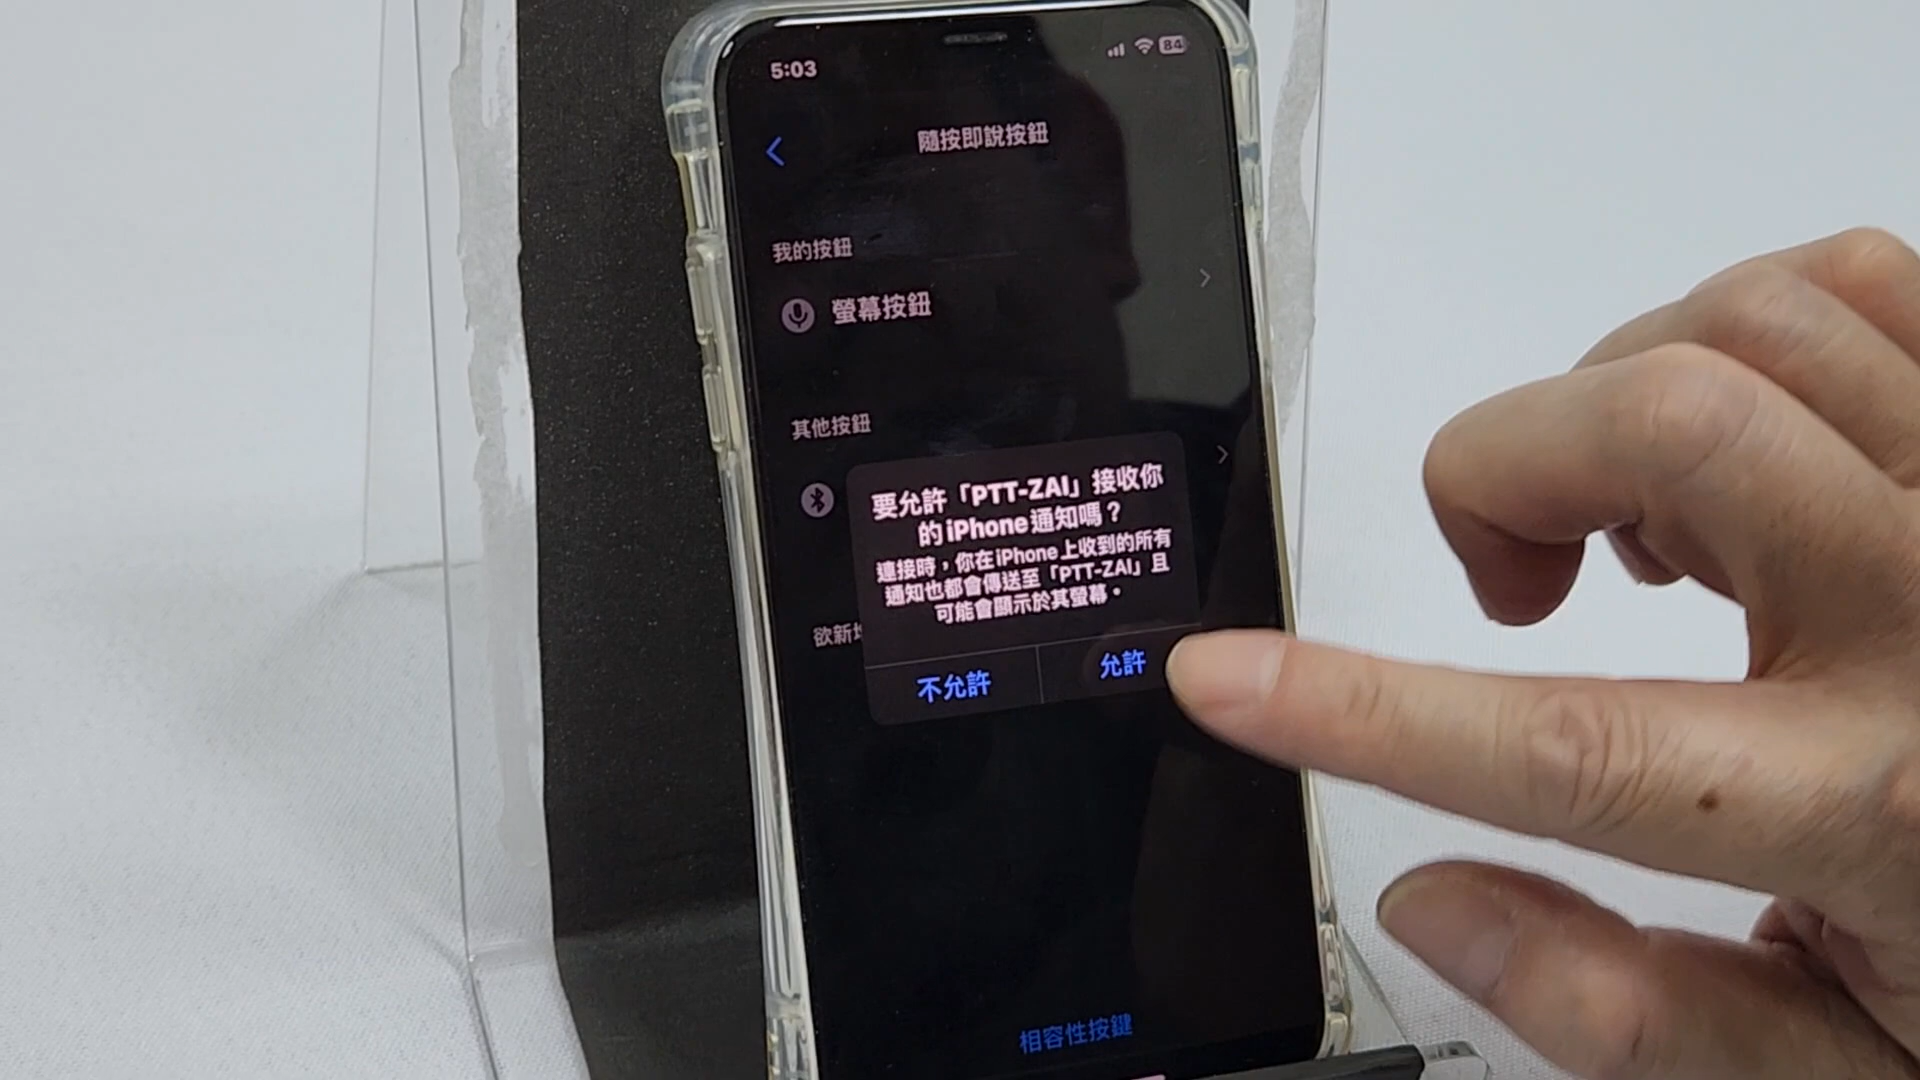 5:03
84
隨按即說按鈕
我的按鈕
螢幕按鈕
其他按鈕
要允許「PTT-ZAI」接收你
的iPhone通知嗎？
連接時，你在iPhone上收到的所有
通知也都會傳送至「PTT-ZAI」且
可能會顯示於其螢幕。
欲新增
不允許
允許
相容性按鍵